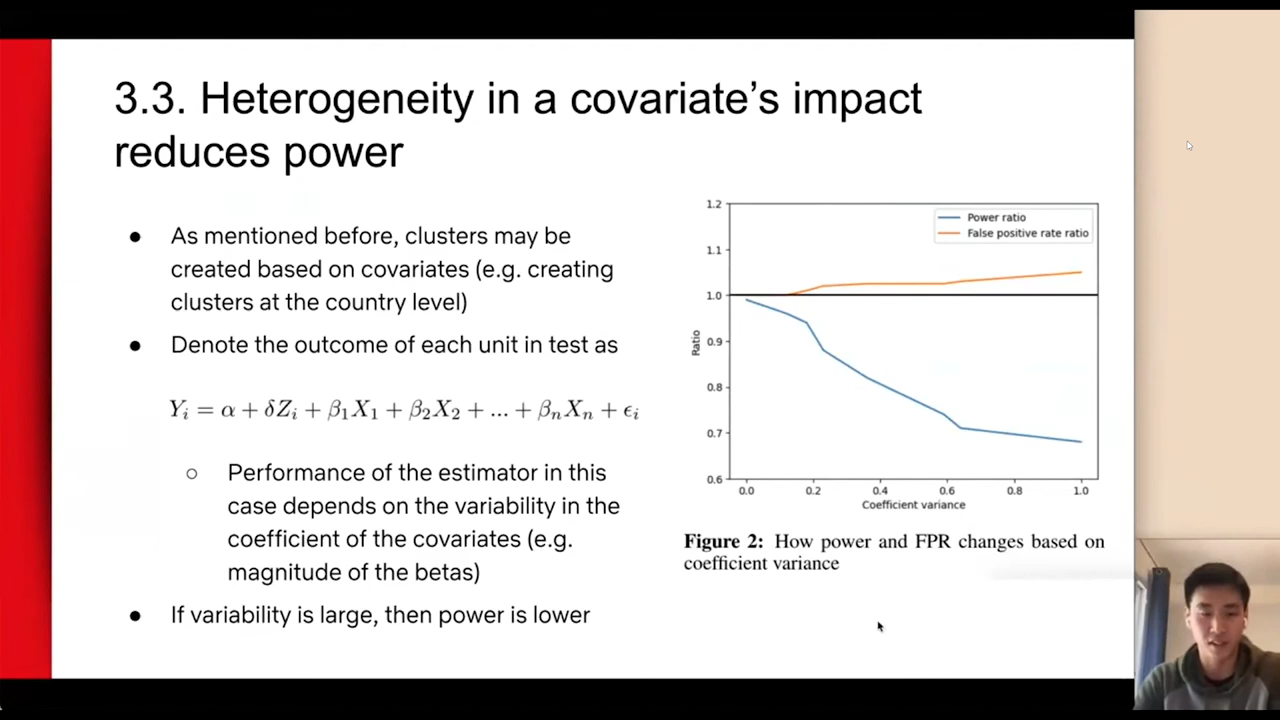 3.3. Heterogeneity in a covariate's impact
reduces power
● As mentioned before, clusters may be
created based on covariates (e.g. creating
clusters at the country level)
● Denote the outcome of each unit in test as
Yᵢ = α + δZᵢ + β₁X₁ + β₂X₂ + ... + βₙXₙ + ϵᵢ
○ Performance of the estimator in this
case depends on the variability in the
coefficient of the covariates (e.g.
magnitude of the betas)
● If variability is large, then power is lower
1.2
1.1
1.0
0.9
0.8
0.7
0.6
Ratio
Power ratio
False positive rate ratio
0.0 0.2 0.4 0.6 0.8 1.0
Coefficient variance
Figure 2: How power and FPR changes based on
coefficient variance